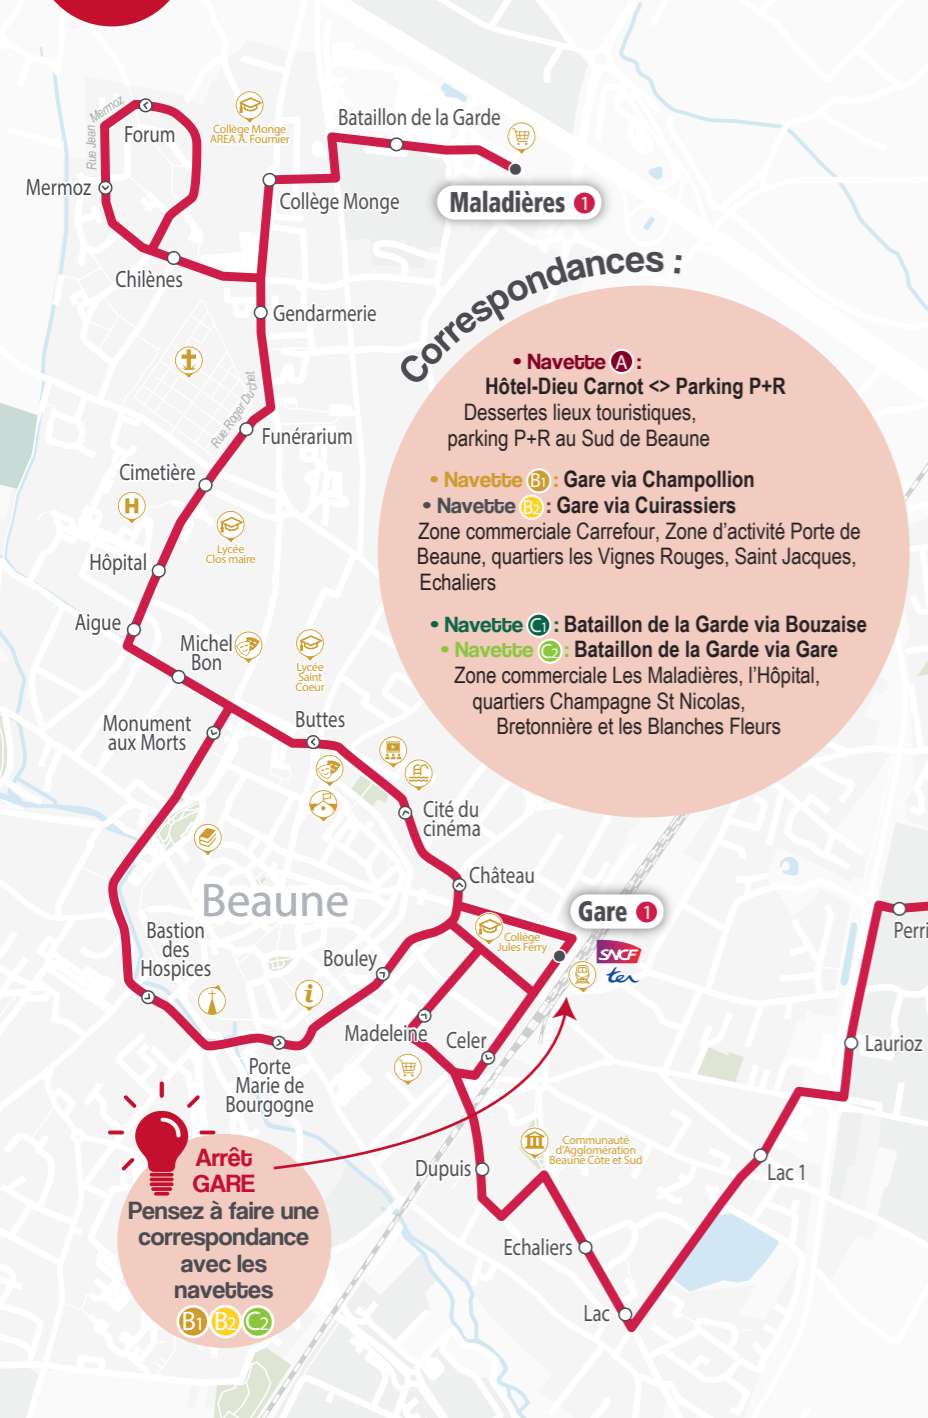 Rue Jean Mermoz
Forum
Collège Monge
AREA A. Fournier
Bataillon de la Garde
Mermoz
Collège Monge
Maladières 1
Chilènes
Gendarmerie
Correspondances :
• Navette A :
Hôtel-Dieu Carnot <> Parking P+R
Dessertes lieux touristiques,
parking P+R au Sud de Beaune
• Navette B1 : Gare via Champollion
• Navette B2 : Gare via Cuirassiers
Zone commerciale Carrefour, Zone d'activité Porte de
Beaune, quartiers les Vignes Rouges, Saint Jacques,
Echaliers
• Navette C1 : Bataillon de la Garde via Bouzaise
• Navette C2 : Bataillon de la Garde via Gare
Zone commerciale Les Maladières, l'Hôpital,
quartiers Champagne St Nicolas,
Bretonnière et les Blanches Fleurs
Rue Roger Duchet
Funérarium
Cimetière
H
Lycée
Clos maire
Hôpital
Aigue
Michel
Bon
Lycée
Saint
Coeur
Monument
aux Morts
Buttes
Cité du
cinéma
Château
Beaune
Gare 1
Collège
Jules Ferry
SNCF
ter
Perri
Bastion
des
Hospices
Bouley
i
Madeleine
Celer
Laurioz
Porte
Marie de
Bourgogne
Communauté
d'Agglomération
Beaune Côte et Sud
Dupuis
Lac 1
Echaliers
Lac
Arrêt
GARE
Pensez à faire une
correspondance
avec les
navettes
B1 B2 C2